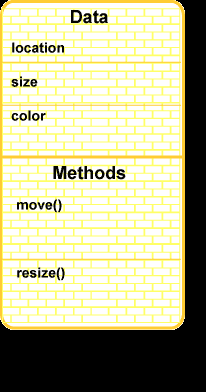 Data
location
size
color
Methods
move()
resize()